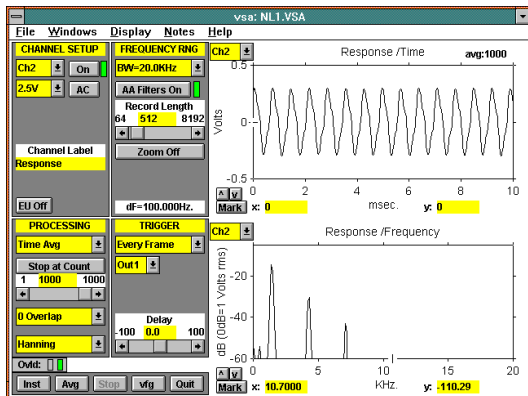 vsa: NL1.VSA
File Windows Display Notes Help
CHANNEL SETUP
Ch2 On
2.5V AC
Channel Label
Response
EU Off
FREQUENCY RNG
BW=20.0KHz
AA Filters On
Record Length
64 512 8192
Zoom Off
dF=100.000Hz.
PROCESSING
Time Avg
Stop at Count
1 1000 1000
0 Overlap
Hanning
TRIGGER
Every Frame
Out1
Delay
-100 0.0 100
Ovld:
Inst Avg Stop vfg Quit
Ch2 Response /Time avg:1000
0.5
Volts
0
-0.5
0 2 4 6 8 10
^ v
Mark x: 0 msec. y: 0
Ch2 Response /Frequency
dB (0dB=1 Volts rms)
-20
-40
-60
0 5 10 15 20
^ v
Mark x: 10.7000 KHz. y: -110.29